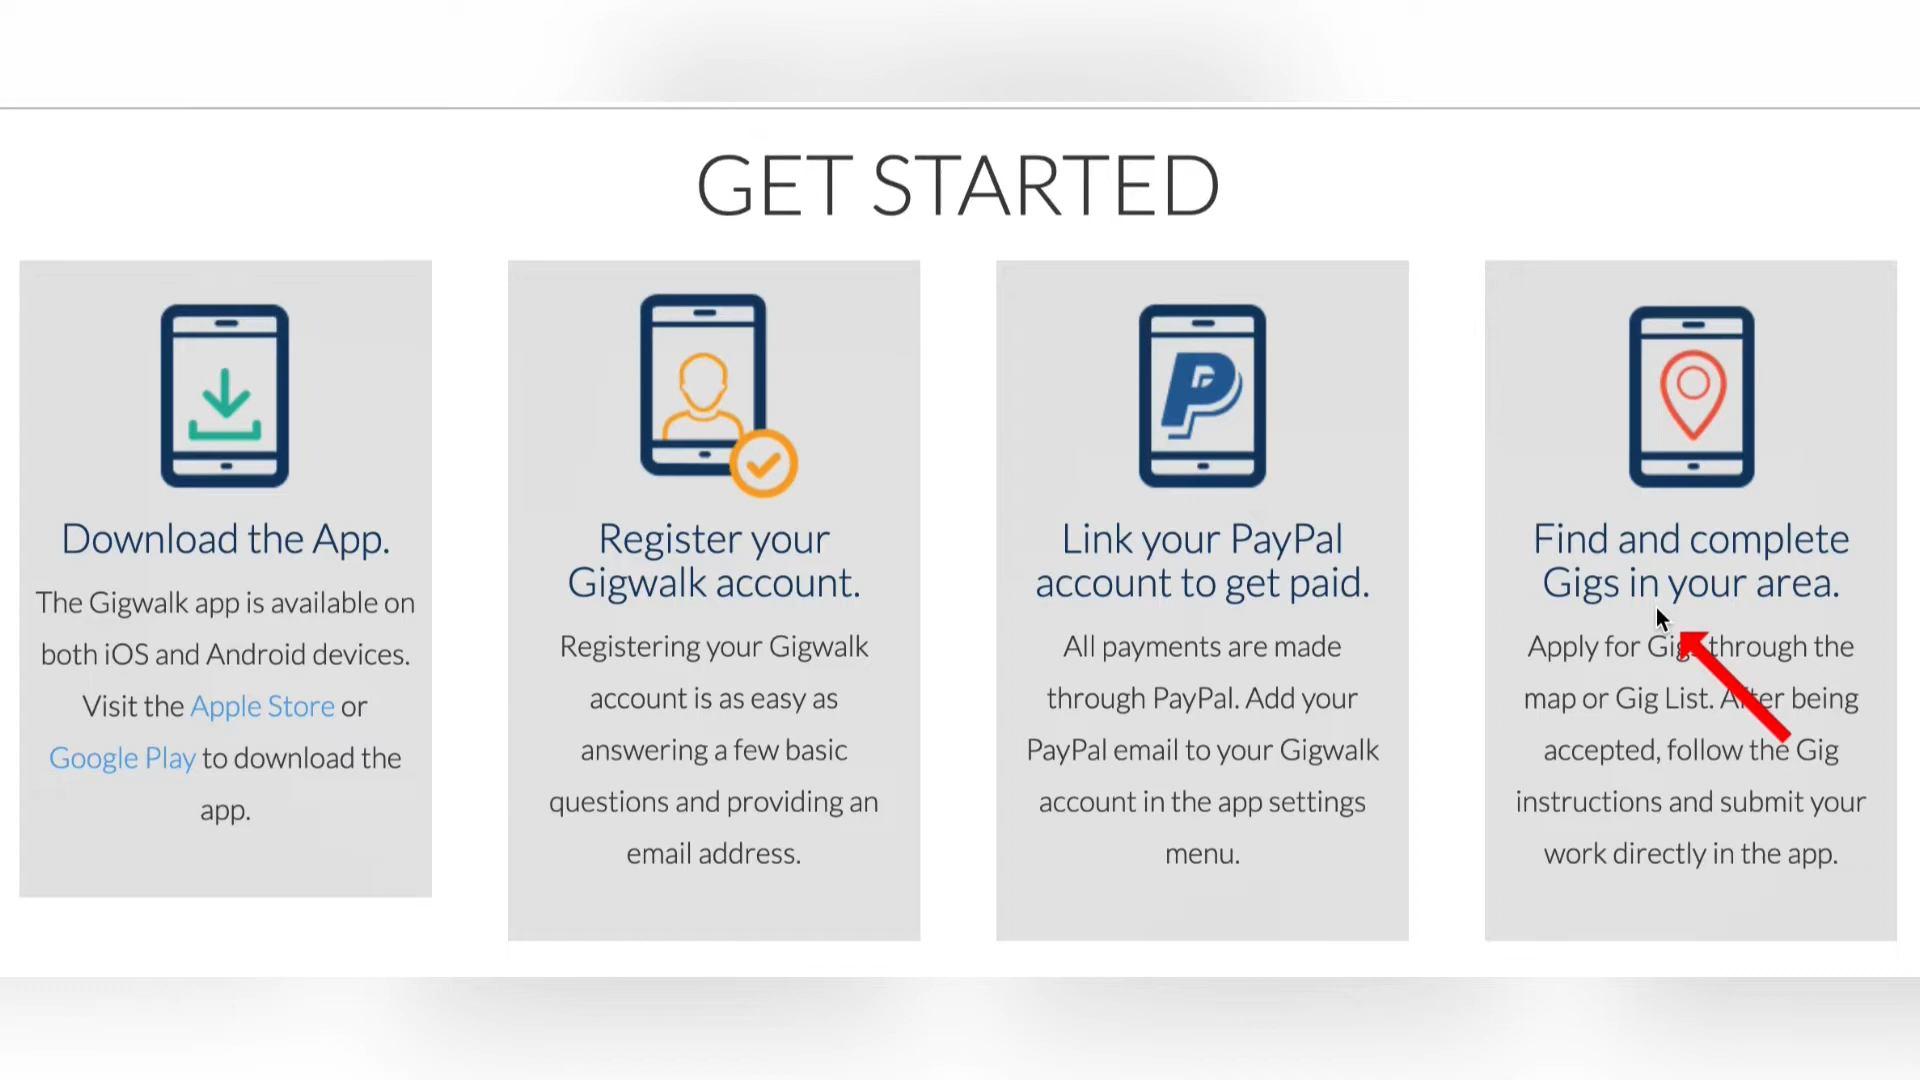 GET STARTED
Download the App.
The Gigwalk app is available on
both iOS and Android devices.
Visit the Apple Store or
Google Play to download the
app.
Register your
Gigwalk account.
Registering your Gigwalk
account is as easy as
answering a few basic
questions and providing an
email address.
Link your PayPal
account to get paid.
All payments are made
through PayPal. Add your
PayPal email to your Gigwalk
account in the app settings
menu.
Find and complete
Gigs in your area.
Apply for Gigs through the
map or Gig List. After being
accepted, follow the Gig
instructions and submit your
work directly in the app.